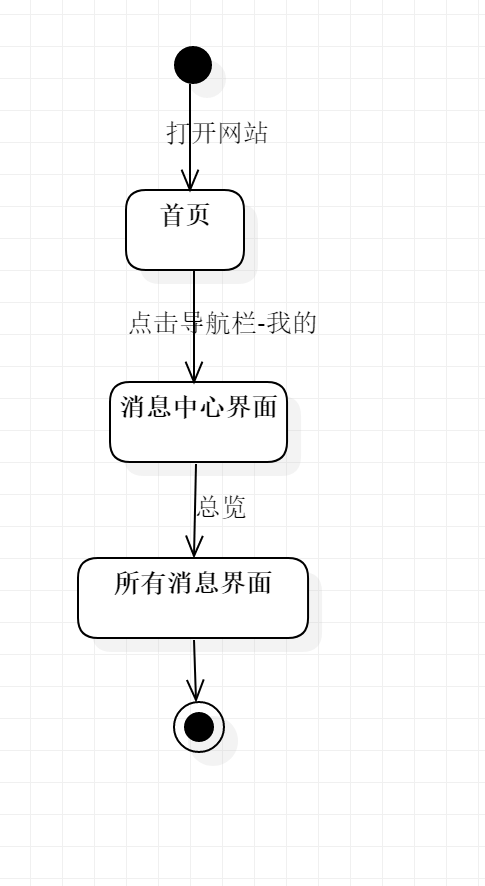 打开网站
首页
点击导航栏-我的
消息中心界面
总览
所有消息界面